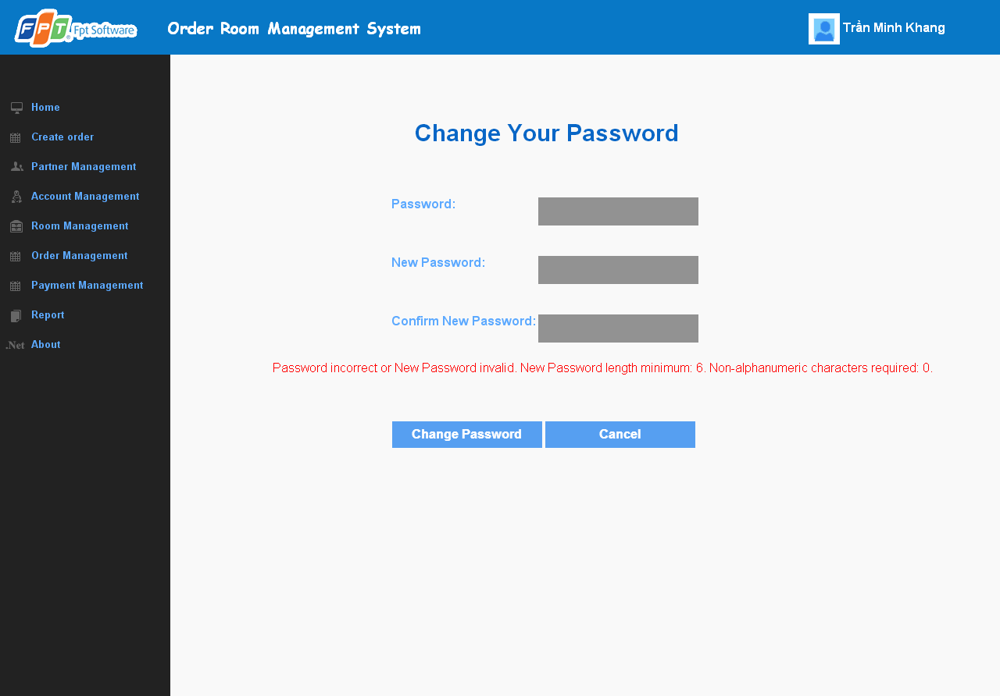 FPT Fpt Software
Order Room Management System
Trần Minh Khang
Home
Create order
Partner Management
Account Management
Room Management
Order Management
Payment Management
Report
.Net About
Change Your Password
Password:
New Password:
Confirm New Password:
Password incorrect or New Password invalid. New Password length minimum: 6. Non-alphanumeric characters required: 0.
Change Password Cancel